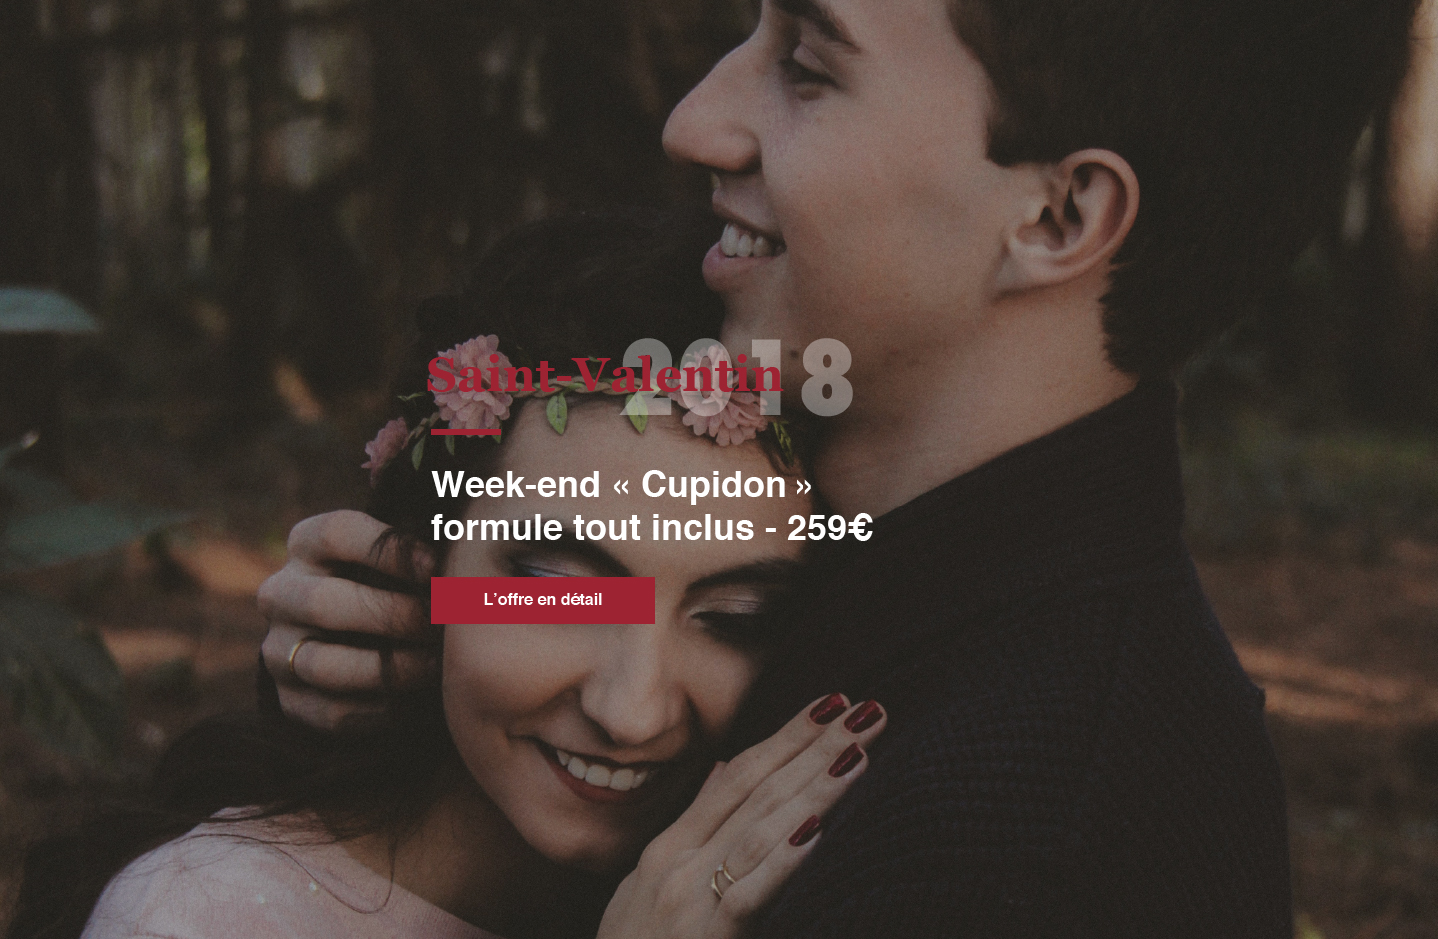 Saint-Valentin 2018
Week-end « Cupidon »
formule tout inclus - 259€
L’offre en détail